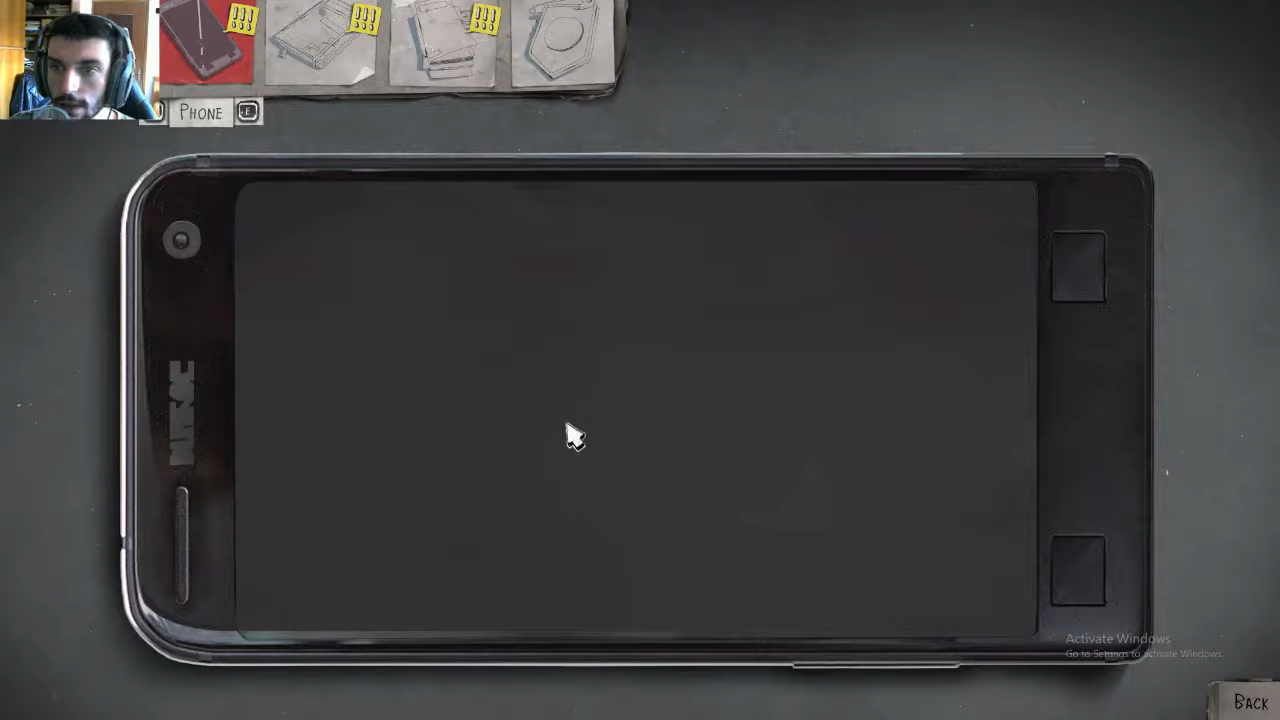 PHONE
E
Activate Windows
Go to Settings to activate Windows.
BACK